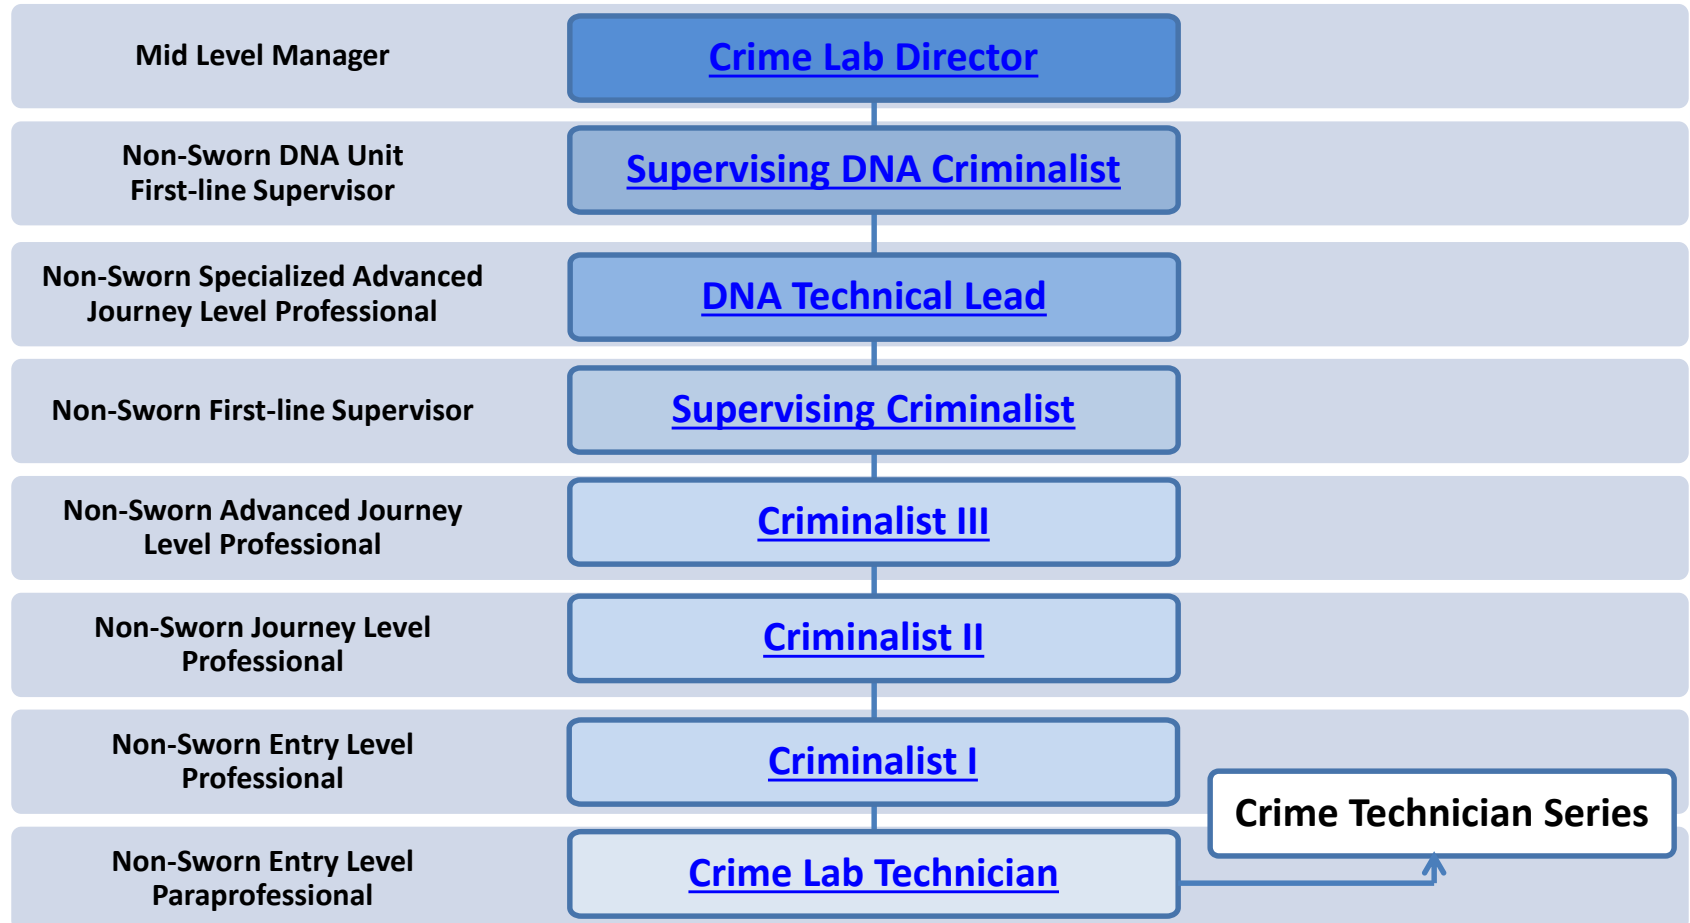 Mid Level Manager
Crime Lab Director
Non-Sworn DNA Unit
First-line Supervisor
Supervising DNA Criminalist
Non-Sworn Specialized Advanced
Journey Level Professional
DNA Technical Lead
Non-Sworn First-line Supervisor
Supervising Criminalist
Non-Sworn Advanced Journey
Level Professional
Criminalist III
Non-Sworn Journey Level
Professional
Criminalist II
Non-Sworn Entry Level
Professional
Criminalist I
Crime Technician Series
Non-Sworn Entry Level
Paraprofessional
Crime Lab Technician